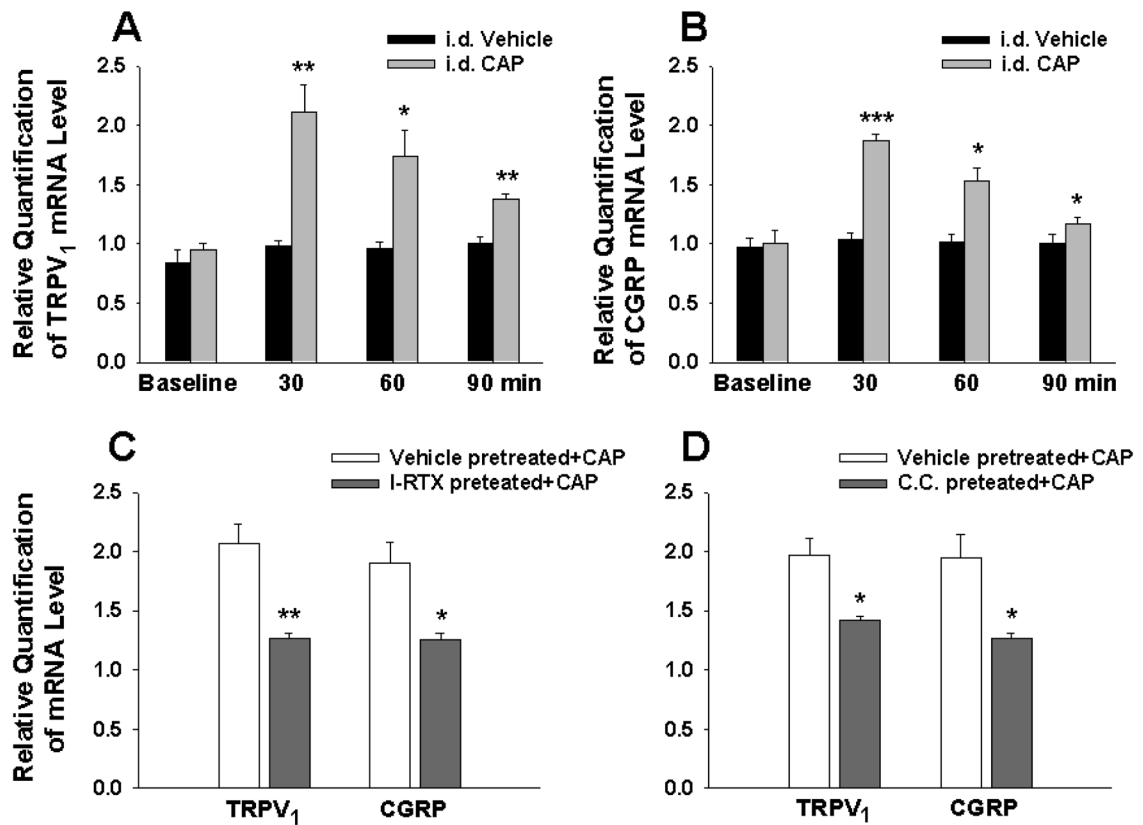 A
i.d. Vehicle
i.d. CAP
Relative Quantification
of TRPV1 mRNA Level
2.5
2.0
1.5
1.0
0.5
0.0
**
*
**
Baseline 30 60 90 min
B
i.d. Vehicle
i.d. CAP
Relative Quantification
of CGRP mRNA Level
2.5
2.0
1.5
1.0
0.5
0.0
***
*
*
Baseline 30 60 90 min
C
Vehicle pretreated+CAP
I-RTX preteated+CAP
Relative Quantification
of mRNA Level
2.5
2.0
1.5
1.0
0.5
0.0
**
*
TRPV1 CGRP
D
Vehicle pretreated+CAP
C.C. preteated+CAP
2.5
2.0
1.5
1.0
0.5
0.0
*
*
TRPV1 CGRP